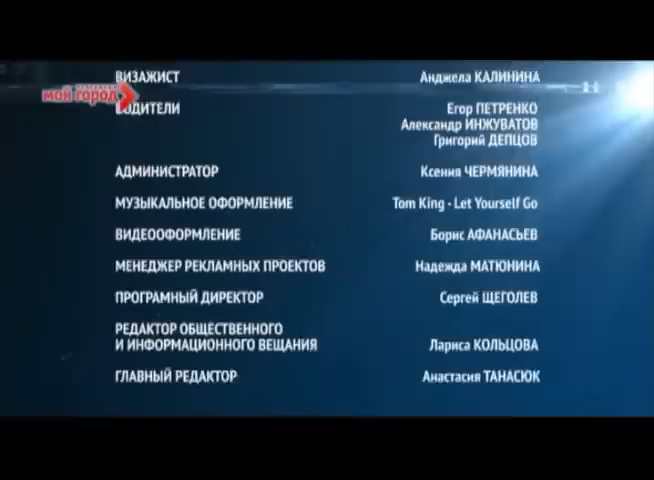 ВИЗАЖИСТ Анджела КАЛИНИНА
МОЙ ГОРОД
ВОДИТЕЛИ Егор ПЕТРЕНКО
Александр ИНЖУВАТОВ
Григорий ДЕПЦОВ
АДМИНИСТРАТОР Ксения ЧЕРМЯНИНА
МУЗЫКАЛЬНОЕ ОФОРМЛЕНИЕ Tom King - Let Yourself Go
ВИДЕООФОРМЛЕНИЕ Борис АФАНАСЬЕВ
МЕНЕДЖЕР РЕКЛАМНЫХ ПРОЕКТОВ Надежда МАТЮНИНА
ПРОГРАМНЫЙ ДИРЕКТОР Сергей ЩЕГОЛЕВ
РЕДАКТОР ОБЩЕСТВЕННОГО
И ИНФОРМАЦИОННОГО ВЕЩАНИЯ Лариса КОЛЬЦОВА
ГЛАВНЫЙ РЕДАКТОР Анастасия ТАНАСЮК